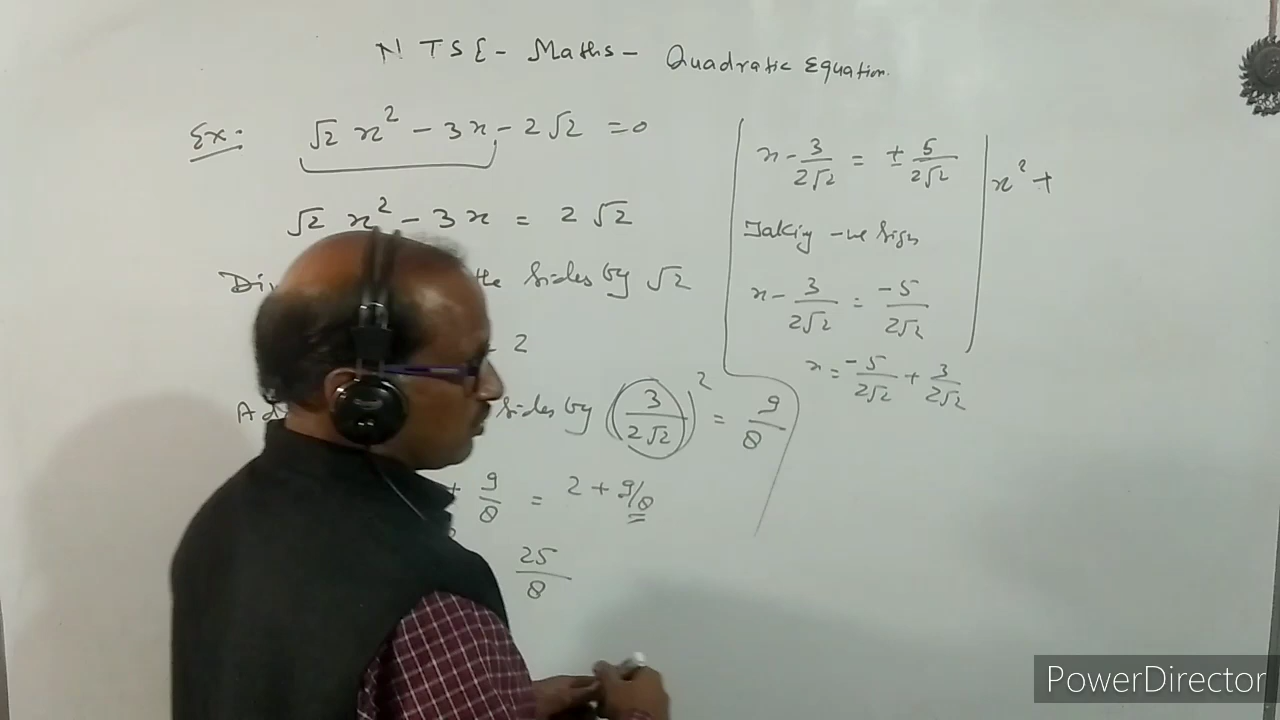 NTSE - Maths - Quadratic Equation.
Ex: √2 x² - 3x - 2√2 = 0
√2 x² - 3x = 2√2
Di the sides by √2
2
Ad sides by (3/2√2)² = 9/8
+ 9/8 = 2 + 9/8
25/8
x - 3/2√2 = ± 5/2√2
Taking -ve sign
x - 3/2√2 = -5/2√2
x = -5/2√2 + 3/2√2
x² +
PowerDirector